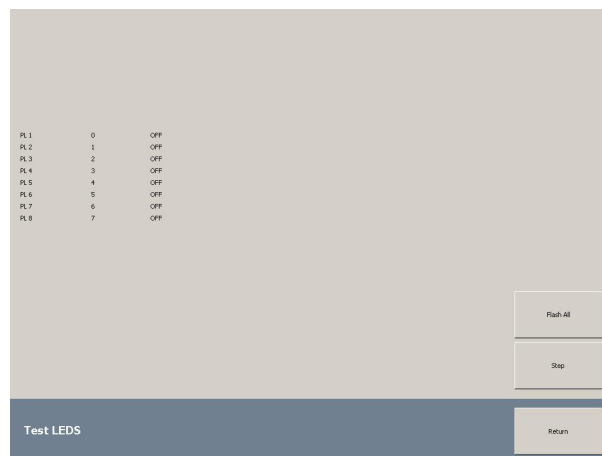 PL 1 0 OFF
PL 2 1 OFF
PL 3 2 OFF
PL 4 3 OFF
PL 5 4 OFF
PL 6 5 OFF
PL 7 6 OFF
PL 8 7 OFF
Flash All
Step
Test LEDS
Return